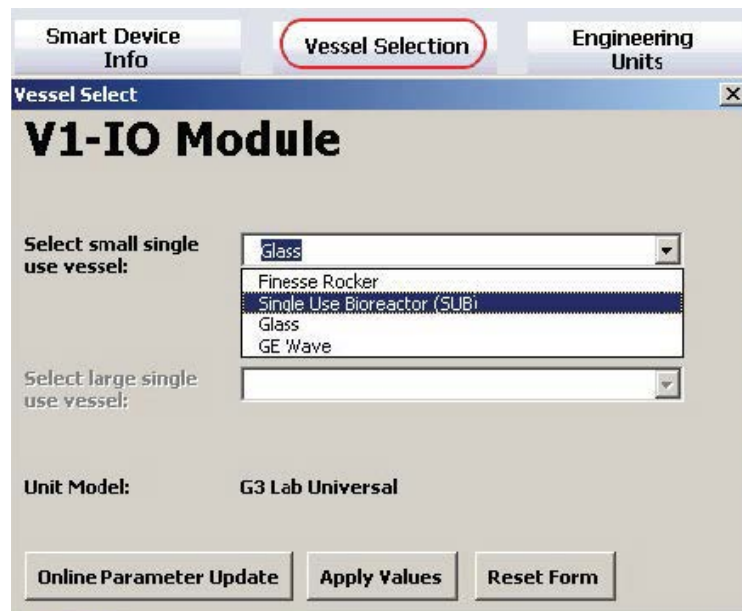 Smart Device
Info
Vessel Selection
Engineering
Units
Vessel Select
V1-IO Module
Select small single
use vessel:
Glass
Finesse Rocker
Single Use Bioreactor (SUB)
Glass
GE Wave
Select large single
use vessel:
Unit Model:
G3 Lab Universal
Online Parameter Update
Apply Values
Reset Form